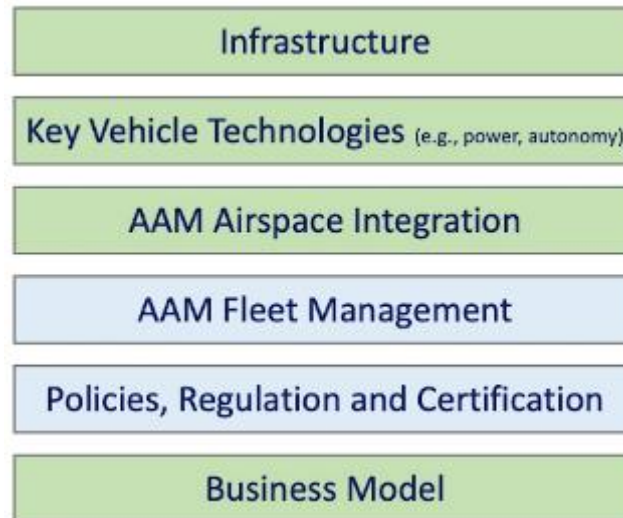 Infrastructure
Key Vehicle Technologies (e.g., power, autonomy)
AAM Airspace Integration
AAM Fleet Management
Policies, Regulation and Certification
Business Model